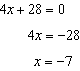 4x + 28 = 0
4x = −28
x = −7